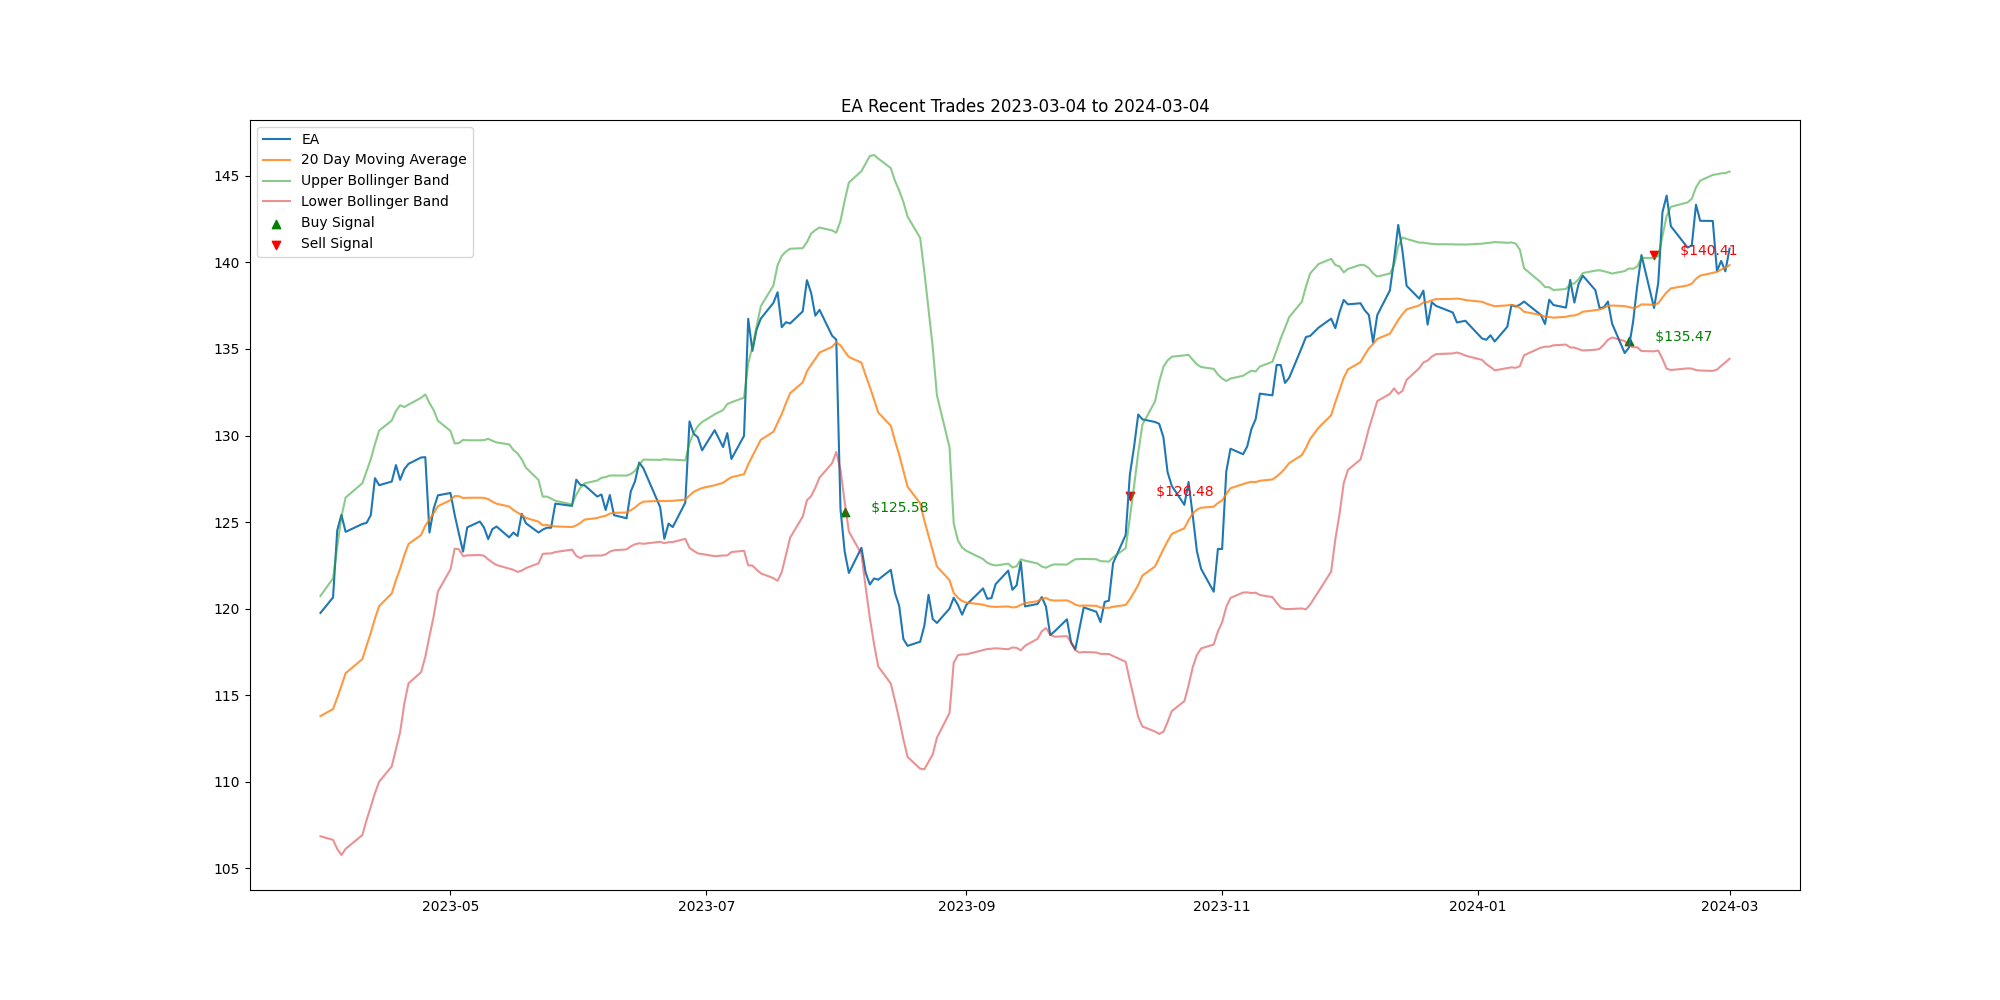 EA Recent Trades 2023-03-04 to 2024-03-04
EA
20 Day Moving Average
Upper Bollinger Band
Lower Bollinger Band
Buy Signal
Sell Signal
145
140
135
130
125
120
115
110
105
$125.58
$126.48
$140.41
$135.47
2023-05
2023-07
2023-09
2023-11
2024-01
2024-03